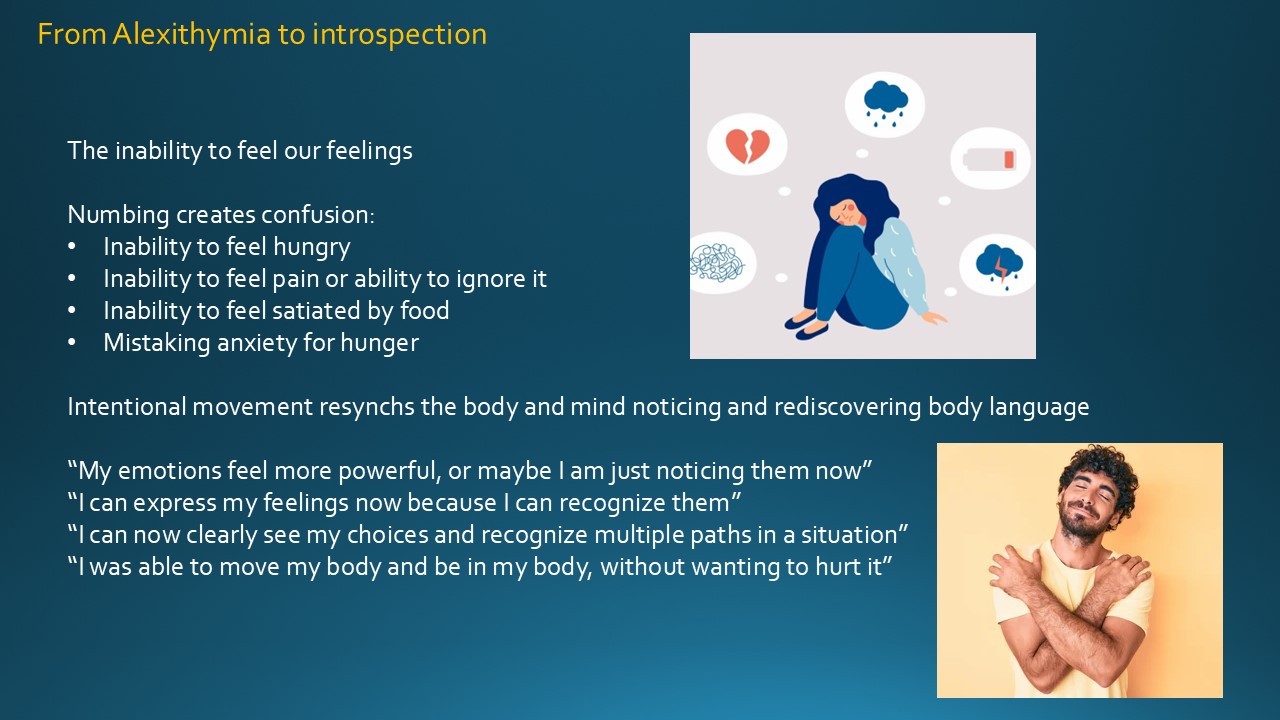 From Alexithymia to introspection
The inability to feel our feelings
Numbing creates confusion:
• Inability to feel hungry
• Inability to feel pain or ability to ignore it
• Inability to feel satiated by food
• Mistaking anxiety for hunger
Intentional movement resynchs the body and mind noticing and rediscovering body language
“My emotions feel more powerful, or maybe I am just noticing them now”
“I can express my feelings now because I can recognize them”
“I can now clearly see my choices and recognize multiple paths in a situation”
“I was able to move my body and be in my body, without wanting to hurt it”